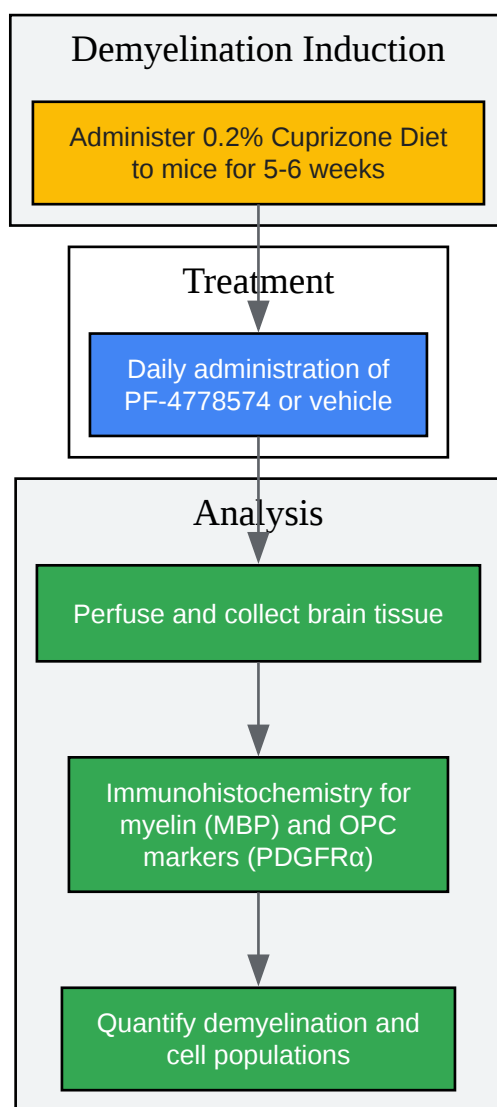 Demyelination Induction
Administer 0.2% Cuprizone Diet
to mice for 5-6 weeks
Treatment
Daily administration of
PF-4778574 or vehicle
Analysis
Perfuse and collect brain tissue
Immunohistochemistry for
myelin (MBP) and OPC
markers (PDGFRα)
Quantify demyelination and
cell populations